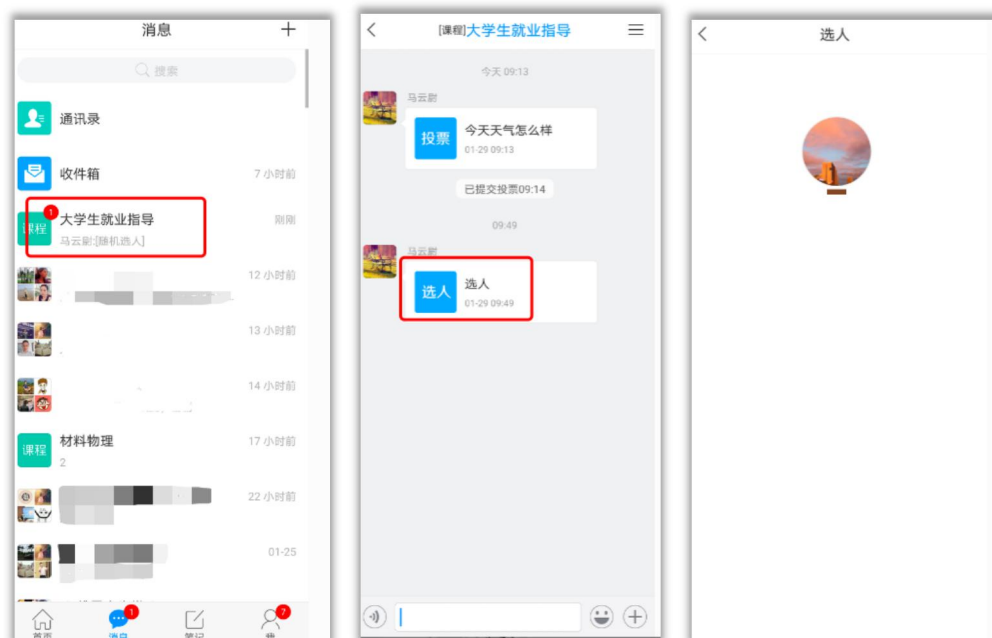 消息
搜索
通讯录
收件箱
7 小时前
课程
1
大学生就业指导
刚刚
马云尉:[随机选人]
12 小时前
13 小时前
14 小时前
课程
材料物理
17 小时前
2
22 小时前
01-25
首页
消息
1
笔记
我
7
[课程]大学生就业指导
今天 09:13
马云尉
投票
今天天气怎么样
01-29 09:13
已提交投票09:14
09:49
马云尉
选人
选人
01-29 09:49
选人